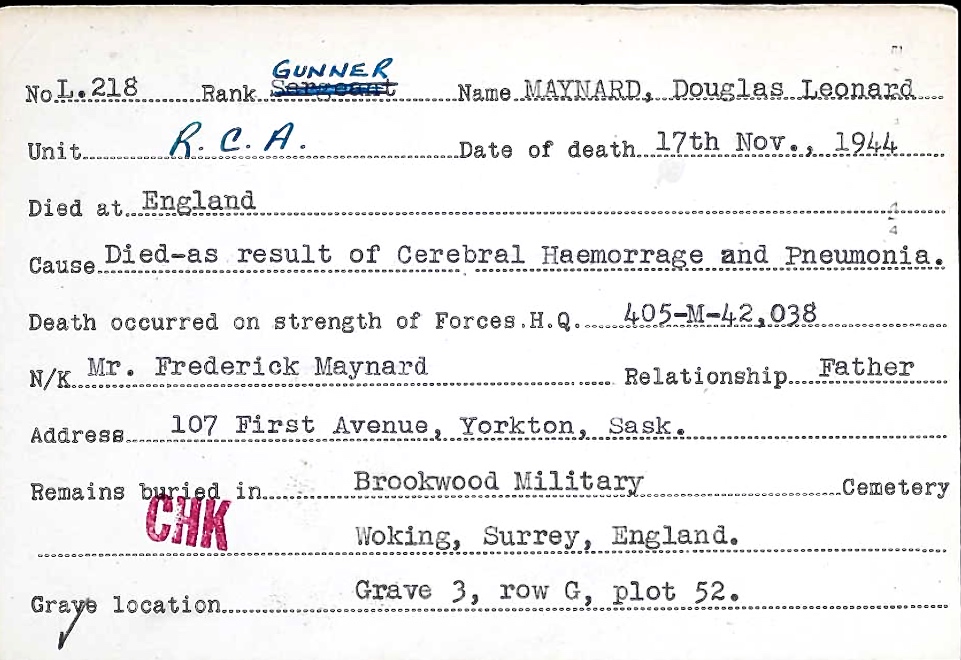 GUNNER
No. L.218 Rank Sergeant Name MAYNARD, Douglas Leonard
Unit R.C.A. Date of death 17th Nov., 1944
Died at England
Cause Died-as result of Cerebral Haemorrage and Pneumonia.
Death occurred on strength of Forces.H.Q. 405-M-42,038
N/K Mr. Frederick Maynard Relationship Father
Address 107 First Avenue, Yorkton, Sask.
Remains buried in Brookwood Military Cemetery
CHK
Woking, Surrey, England.
Grave location Grave 3, row G, plot 52.